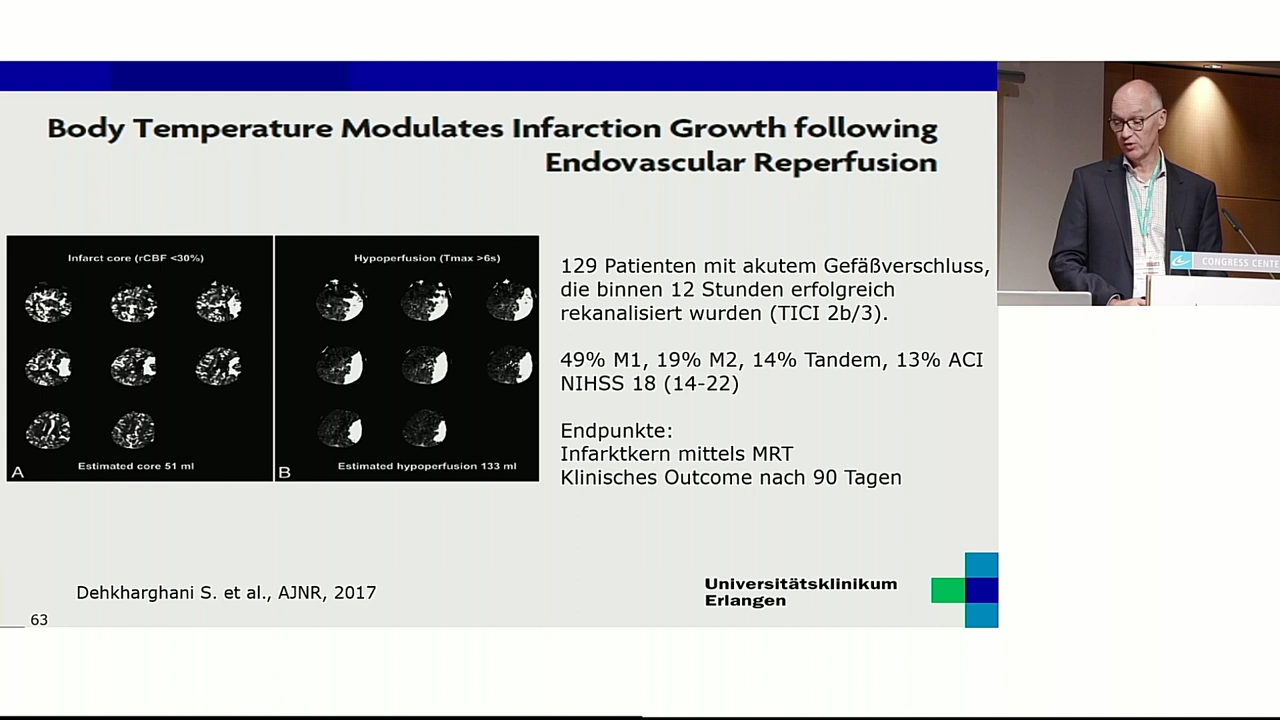 Body Temperature Modulates Infarction Growth following
Endovascular Reperfusion
Infarct core (rCBF <30%)
Estimated core 51 ml
A
Hypoperfusion (Tmax >6s)
Estimated hypoperfusion 133 ml
B
129 Patienten mit akutem Gefäßverschluss,
die binnen 12 Stunden erfolgreich
rekanalisiert wurden (TICI 2b/3).
49% M1, 19% M2, 14% Tandem, 13% ACI
NIHSS 18 (14-22)
Endpunkte:
Infarktkern mittels MRT
Klinisches Outcome nach 90 Tagen
Dehkharghani S. et al., AJNR, 2017
Universitätsklinikum
Erlangen
63
CONGRESS CENTE